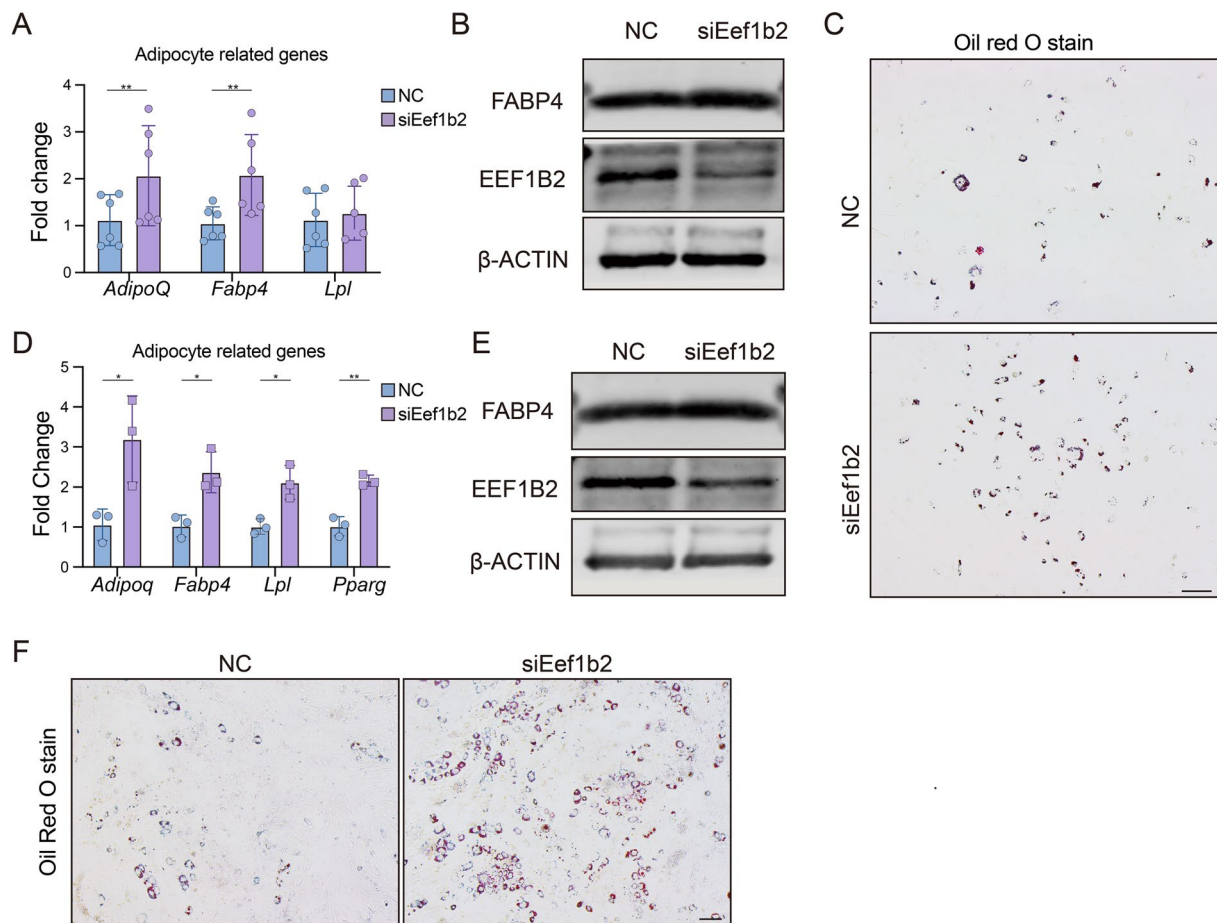 A
Adipocyte related genes
Fold change
4
3
2
1
0
** **
NC
siEef1b2
AdipoQ Fabp4 Lpl
B
NC siEef1b2
FABP4
EEF1B2
β-ACTIN
C
Oil red O stain
NC
siEef1b2
D
Adipocyte related genes
Fold Change
5
4
3
2
1
0
* * * **
NC
siEef1b2
Adipoq Fabp4 Lpl Pparg
E
NC siEef1b2
FABP4
EEF1B2
β-ACTIN
F
NC siEef1b2
Oil Red O stain